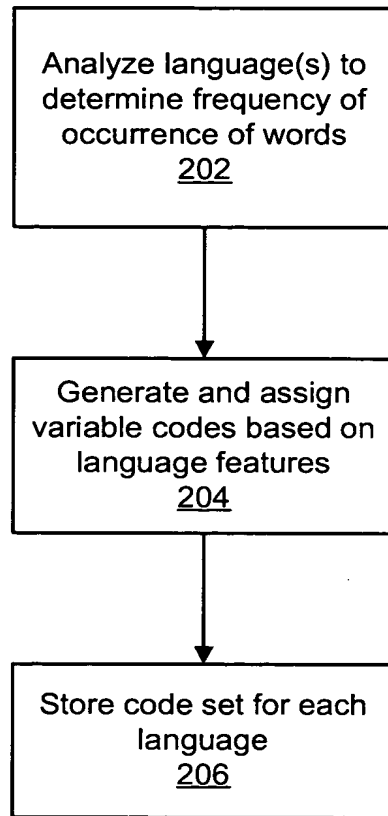 Analyze language(s) to
determine frequency of
occurrence of words
202
Generate and assign
variable codes based on
language features
204
Store code set for each
language
206